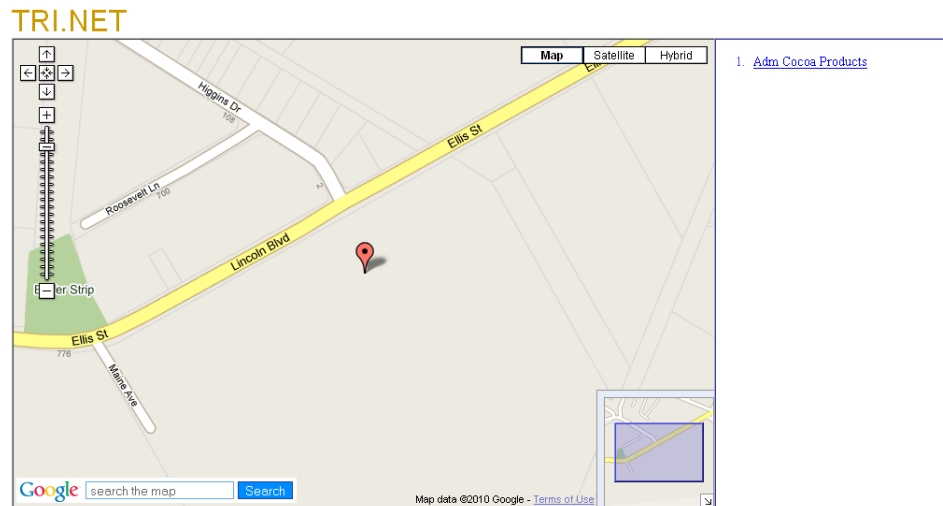 TRI.NET
Map Satellite Hybrid
1. Adm Cocoa Products
Higgins Dr
108
Ellis St
Roosevelt Ln
700
2
Lincoln Blvd
Strip
Ellis St
776
Maine Ave
Google search the map Search
Map data ©2010 Google - Terms of Use